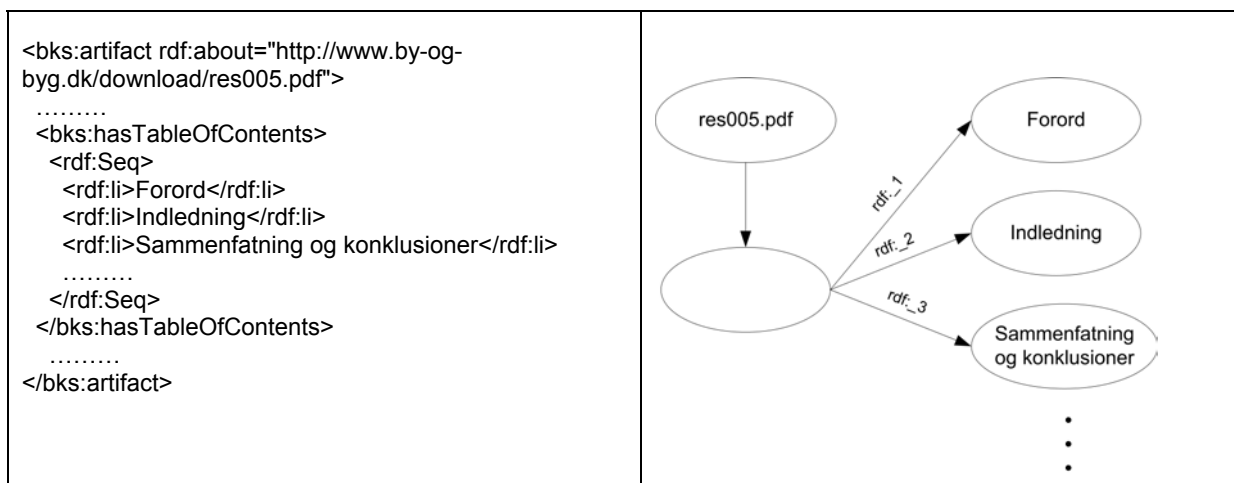 <bks:artifact rdf:about="http://www.by-og-
byg.dk/download/res005.pdf">
………
<bks:hasTableOfContents>
<rdf:Seq>
<rdf:li>Forord</rdf:li>
<rdf:li>Indledning</rdf:li>
<rdf:li>Sammenfatning og konklusioner</rdf:li>
………
</rdf:Seq>
</bks:hasTableOfContents>
………
</bks:artifact>
res005.pdf
Forord
rdf:_1
Indledning
rdf:_2
rdf:_3
Sammenfatning
og konklusioner